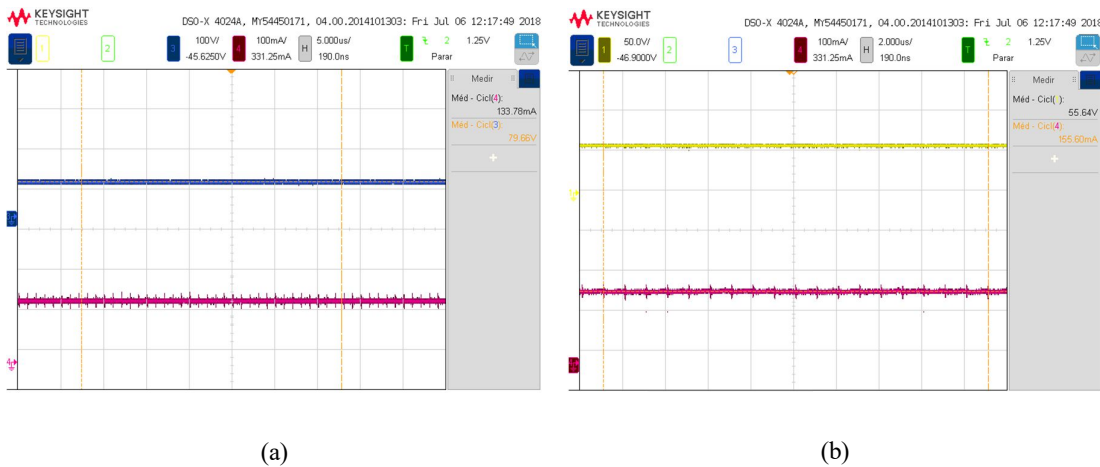 KEYSIGHT
TECHNOLOGIES
DSO-X 4024A, MY54450171, 04.00.2014101303: Fri Jul 06 12:17:49 2018
1
2
3
100V/
-45.6250V
4
100mA/
331.25mA
H
5.000us/
190.0ns
T
2
1.25V
Parar
Medir
Méd - Cicl(4):
133.78mA
Méd - Cicl(3):
79.66V
+
4
KEYSIGHT
TECHNOLOGIES
DSO-X 4024A, MY54450171, 04.00.2014101303: Fri Jul 06 12:17:49 2018
1
50.0V/
-46.9000V
2
3
4
100mA/
331.25mA
H
2.000us/
190.0ns
T
2
1.25V
Parar
Medir
Méd - Cicl( ):
55.64V
Méd - Cicl(4):
155.60mA
+
(a)
(b)